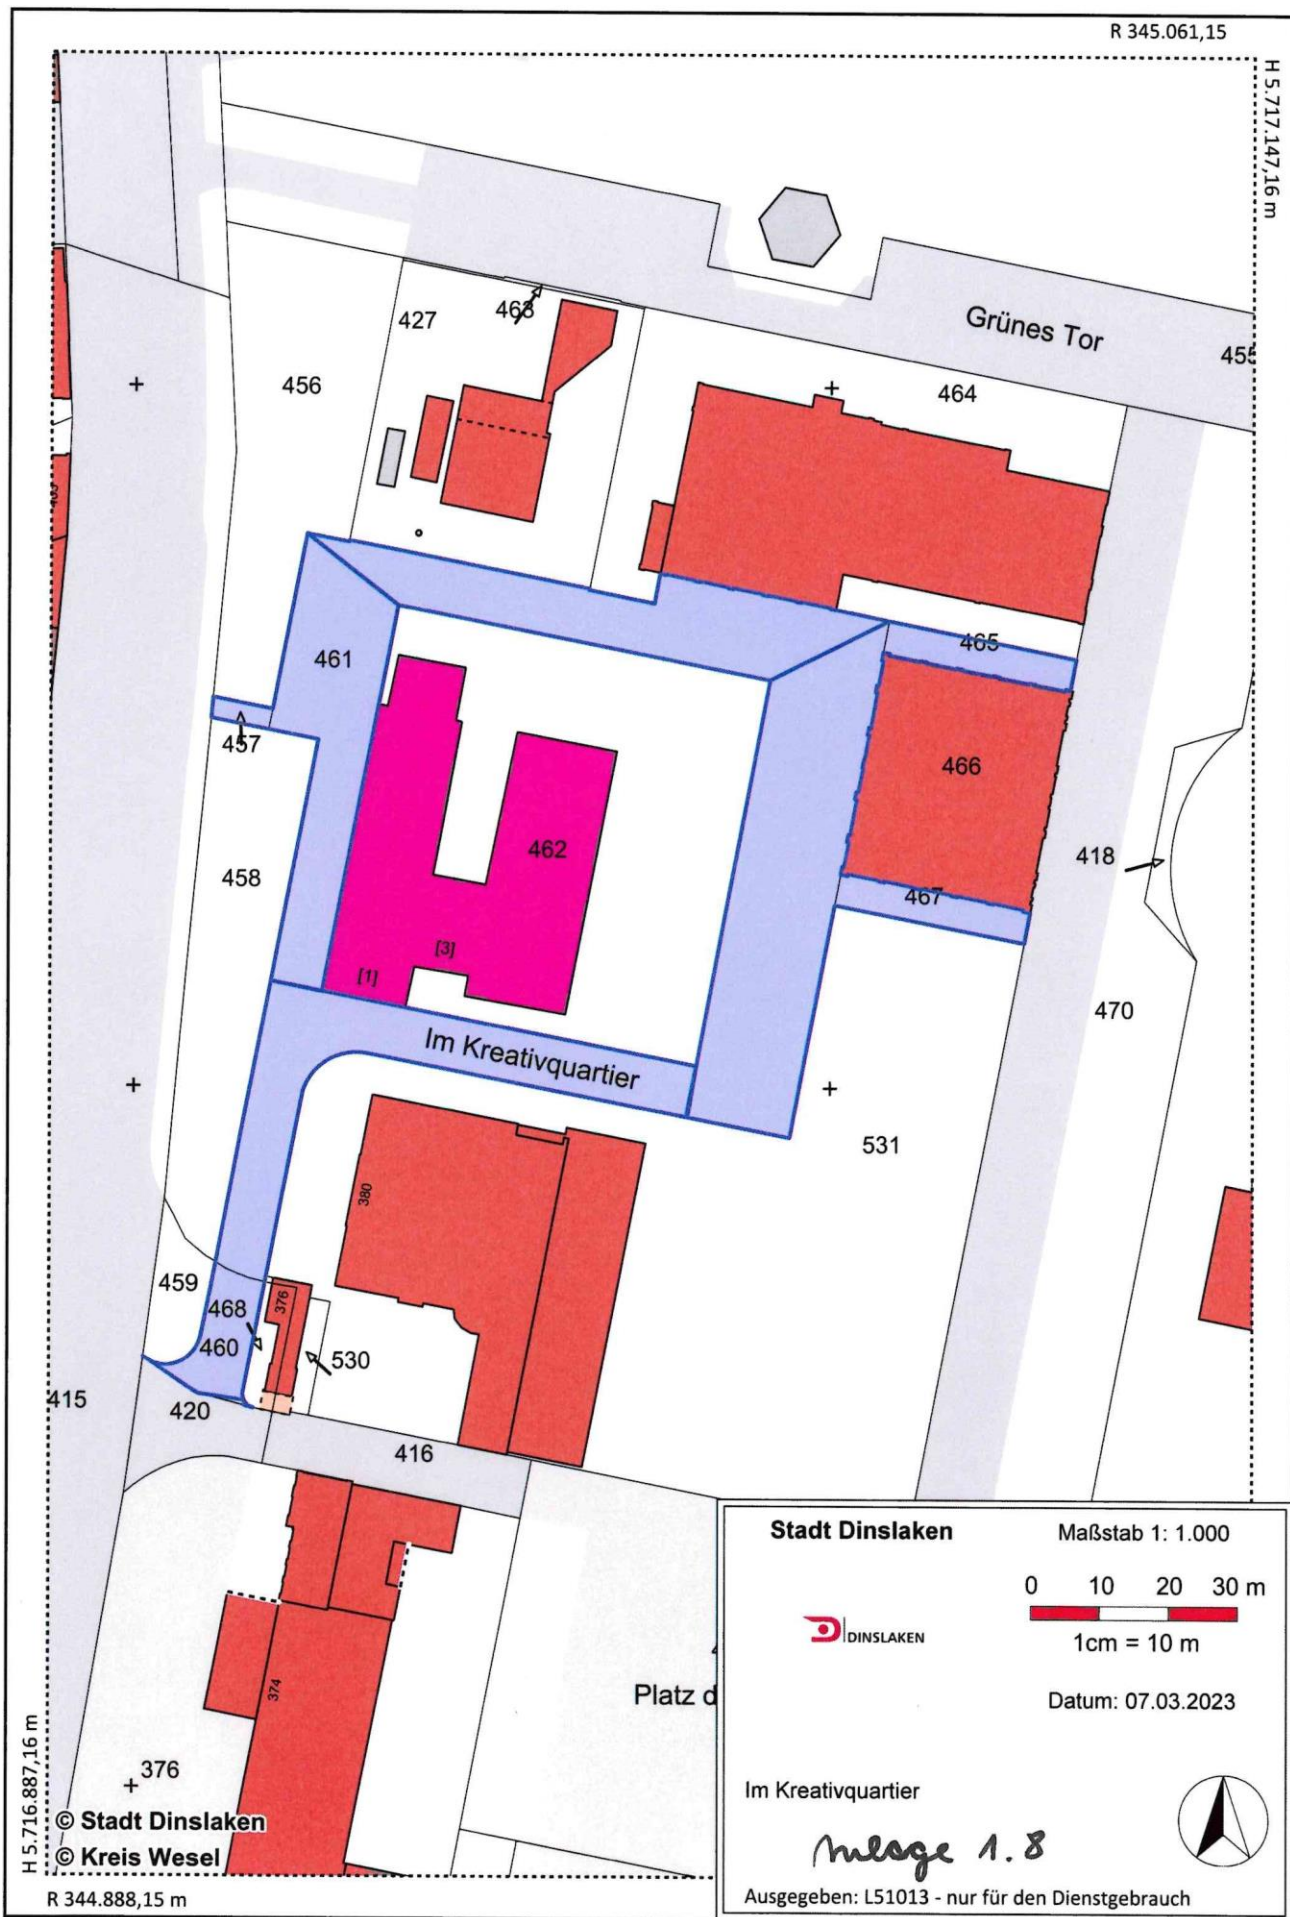 R 345.061,15
H 5.717.147,16 m
Grünes Tor
455
463
427
456
464
461
465
457
466
462
458
418
467
[3]
[1]
470
Im Kreativquartier
531
380
459
468
376
460
530
415
420
416
374
Platz d
376
© Stadt Dinslaken
© Kreis Wesel
H 5.716.887,16 m
R 344.888,15 m
Stadt Dinslaken
Maßstab 1: 1.000
0 10 20 30 m
1cm = 10 m
DINSLAKEN
Datum: 07.03.2023
Im Kreativquartier
Anlage 1.8
Ausgegeben: L51013 - nur für den Dienstgebrauch